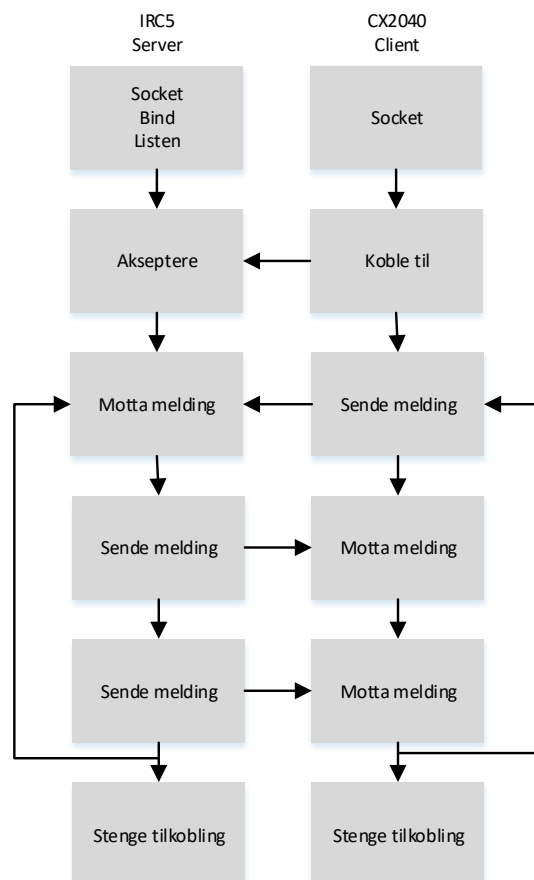 IRC5
Server
CX2040
Client
Socket
Bind
Listen
Socket
Akseptere
Koble til
Motta melding
Sende melding
Sende melding
Motta melding
Sende melding
Motta melding
Stenge tilkobling
Stenge tilkobling